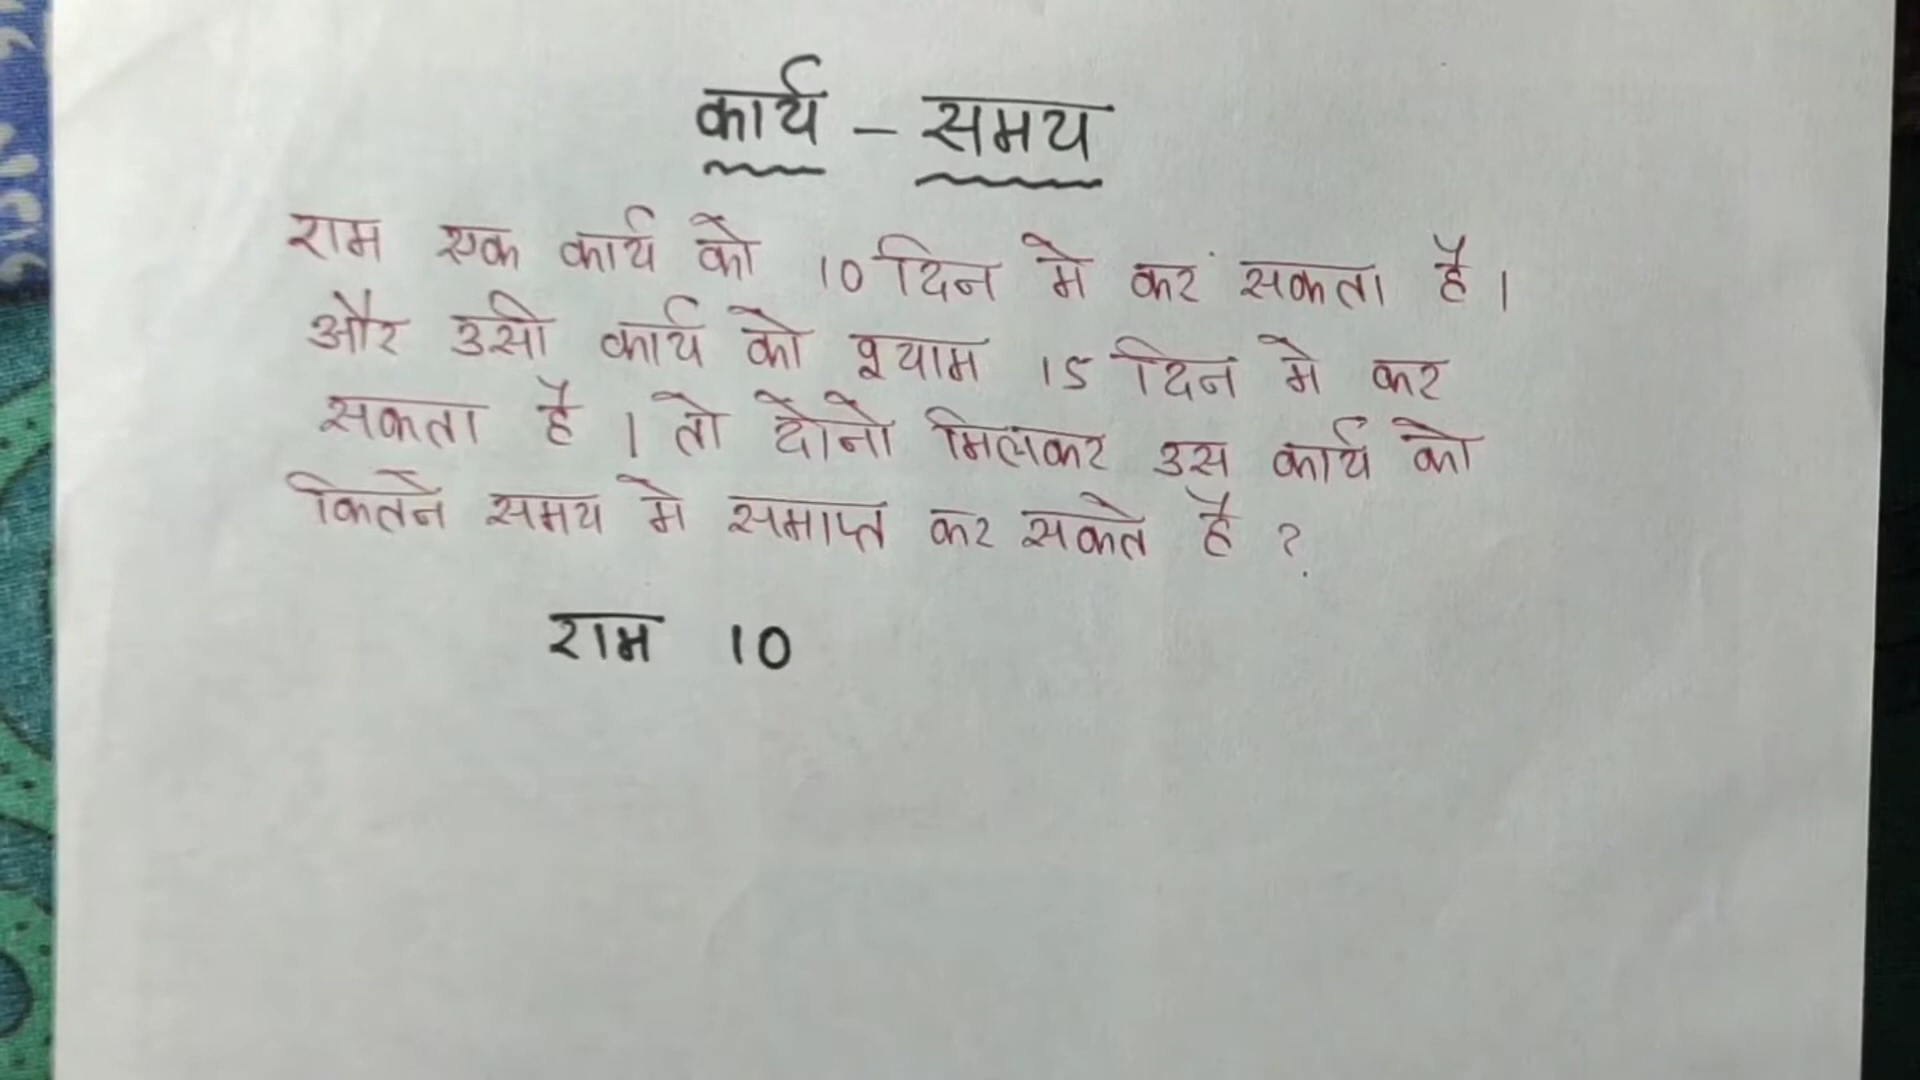 कार्य - समय
राम एक कार्य को 10 दिन मे कर सकता है।
और उसी कार्य को श्याम 15 दिन मे कर
सकता है । तो दोनो मिलकर उस कार्य को
कितने समय मे समाप्त कर सकते है ?
राम 10